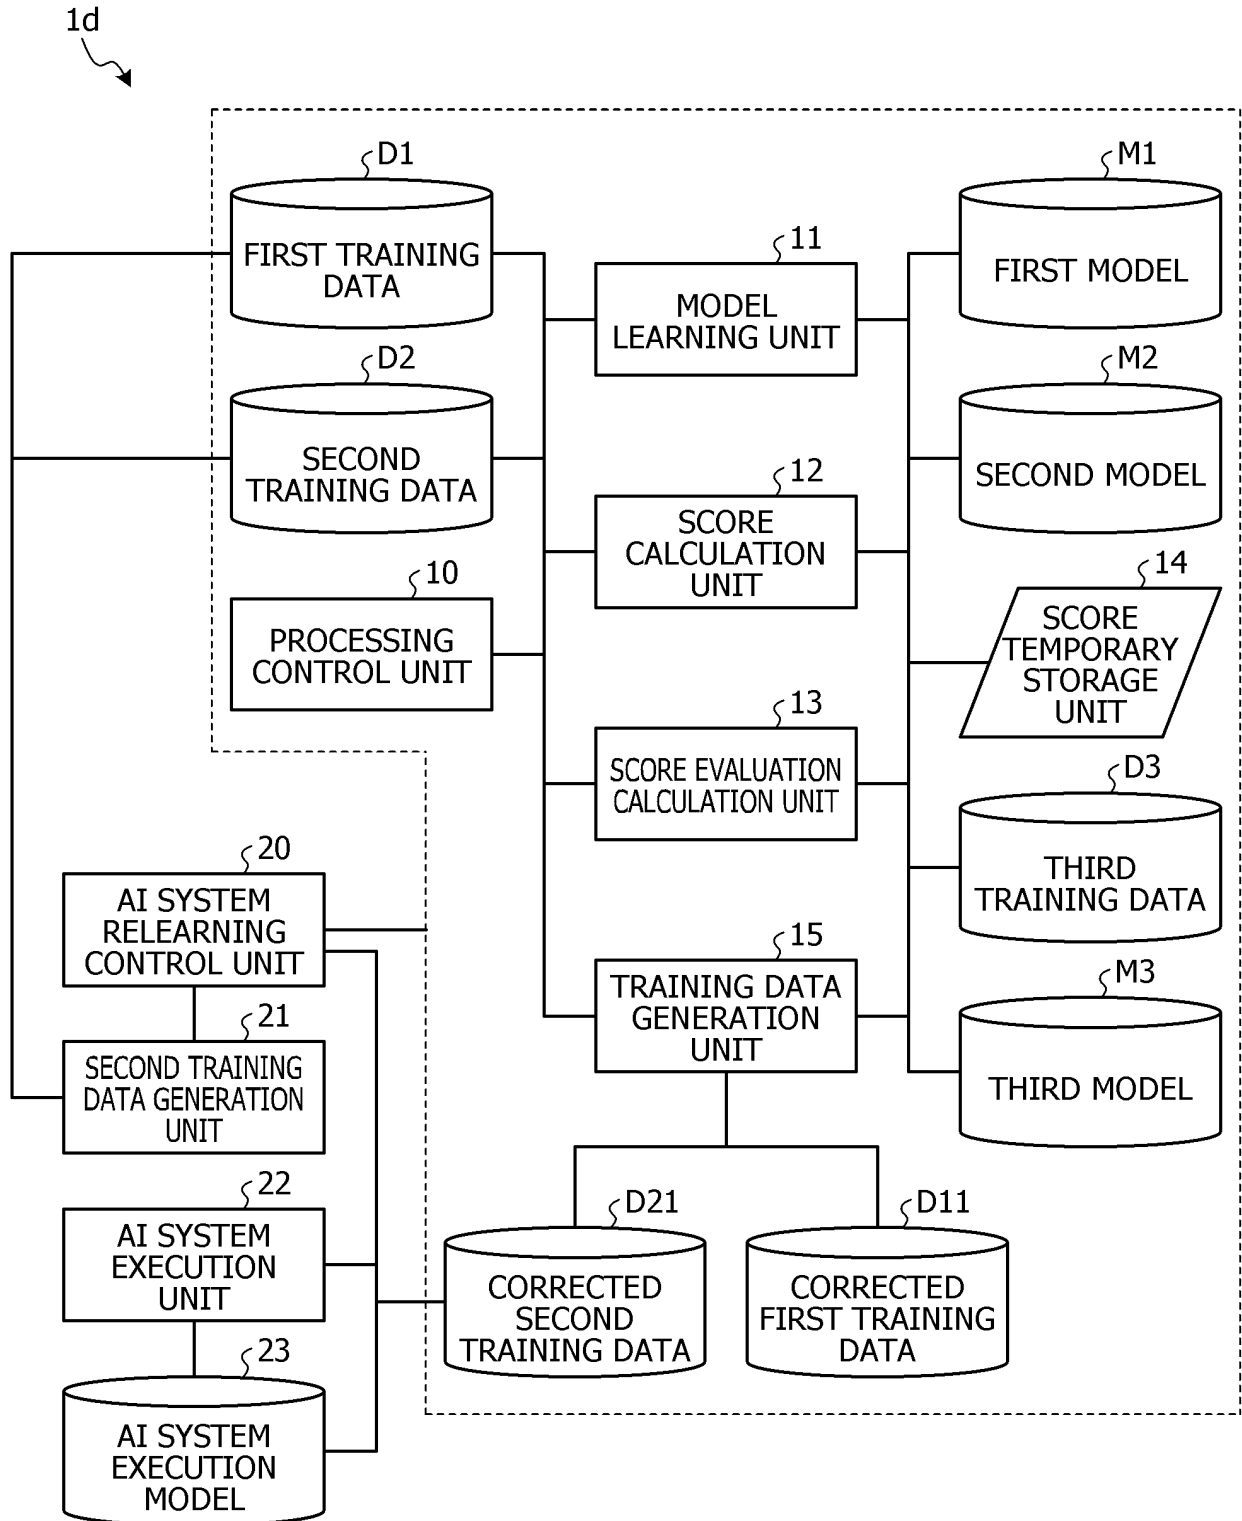 1d
D1
FIRST TRAINING
DATA
D2
SECOND
TRAINING DATA
10
PROCESSING
CONTROL UNIT
11
MODEL
LEARNING UNIT
12
SCORE
CALCULATION
UNIT
13
SCORE EVALUATION
CALCULATION UNIT
15
TRAINING DATA
GENERATION
UNIT
M1
FIRST MODEL
M2
SECOND MODEL
14
SCORE
TEMPORARY
STORAGE
UNIT
D3
THIRD
TRAINING DATA
M3
THIRD MODEL
20
AI SYSTEM
RELEARNING
CONTROL UNIT
21
SECOND TRAINING
DATA GENERATION
UNIT
22
AI SYSTEM
EXECUTION
UNIT
23
AI SYSTEM
EXECUTION
MODEL
D21
CORRECTED
SECOND
TRAINING DATA
D11
CORRECTED
FIRST TRAINING
DATA